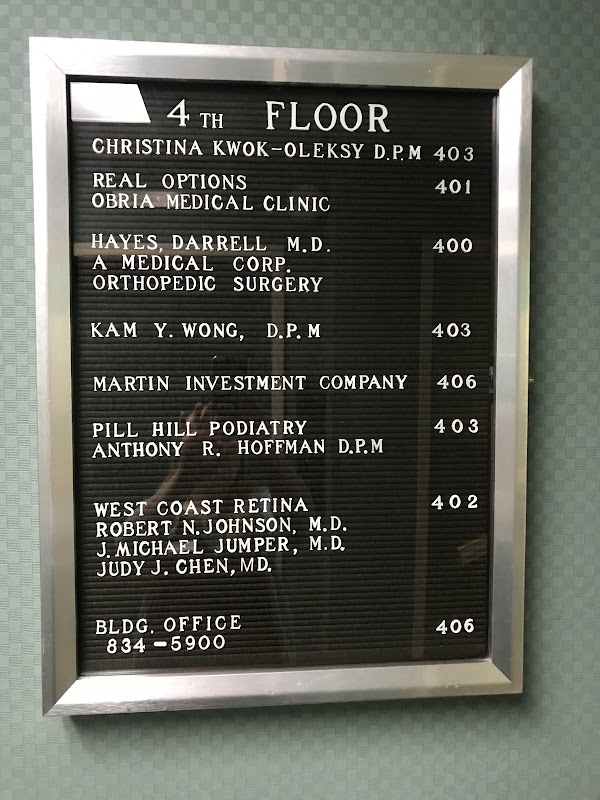 4 TH FLOOR
CHRISTINA KWOK-OLEKSY D.P.M 403
REAL OPTIONS 401
OBRIA MEDICAL CLINIC
HAYES, DARRELL M.D. 400
A MEDICAL CORP.
ORTHOPEDIC SURGERY
KAM Y. WONG, D.P.M 403
MARTIN INVESTMENT COMPANY 406
PILL HILL PODIATRY 403
ANTHONY R. HOFFMAN D.P.M
WEST COAST RETINA 402
ROBERT N. JOHNSON, M.D.
J. MICHAEL JUMPER, M.D.
JUDY J. CHEN, MD.
BLDG. OFFICE 406
834-5900